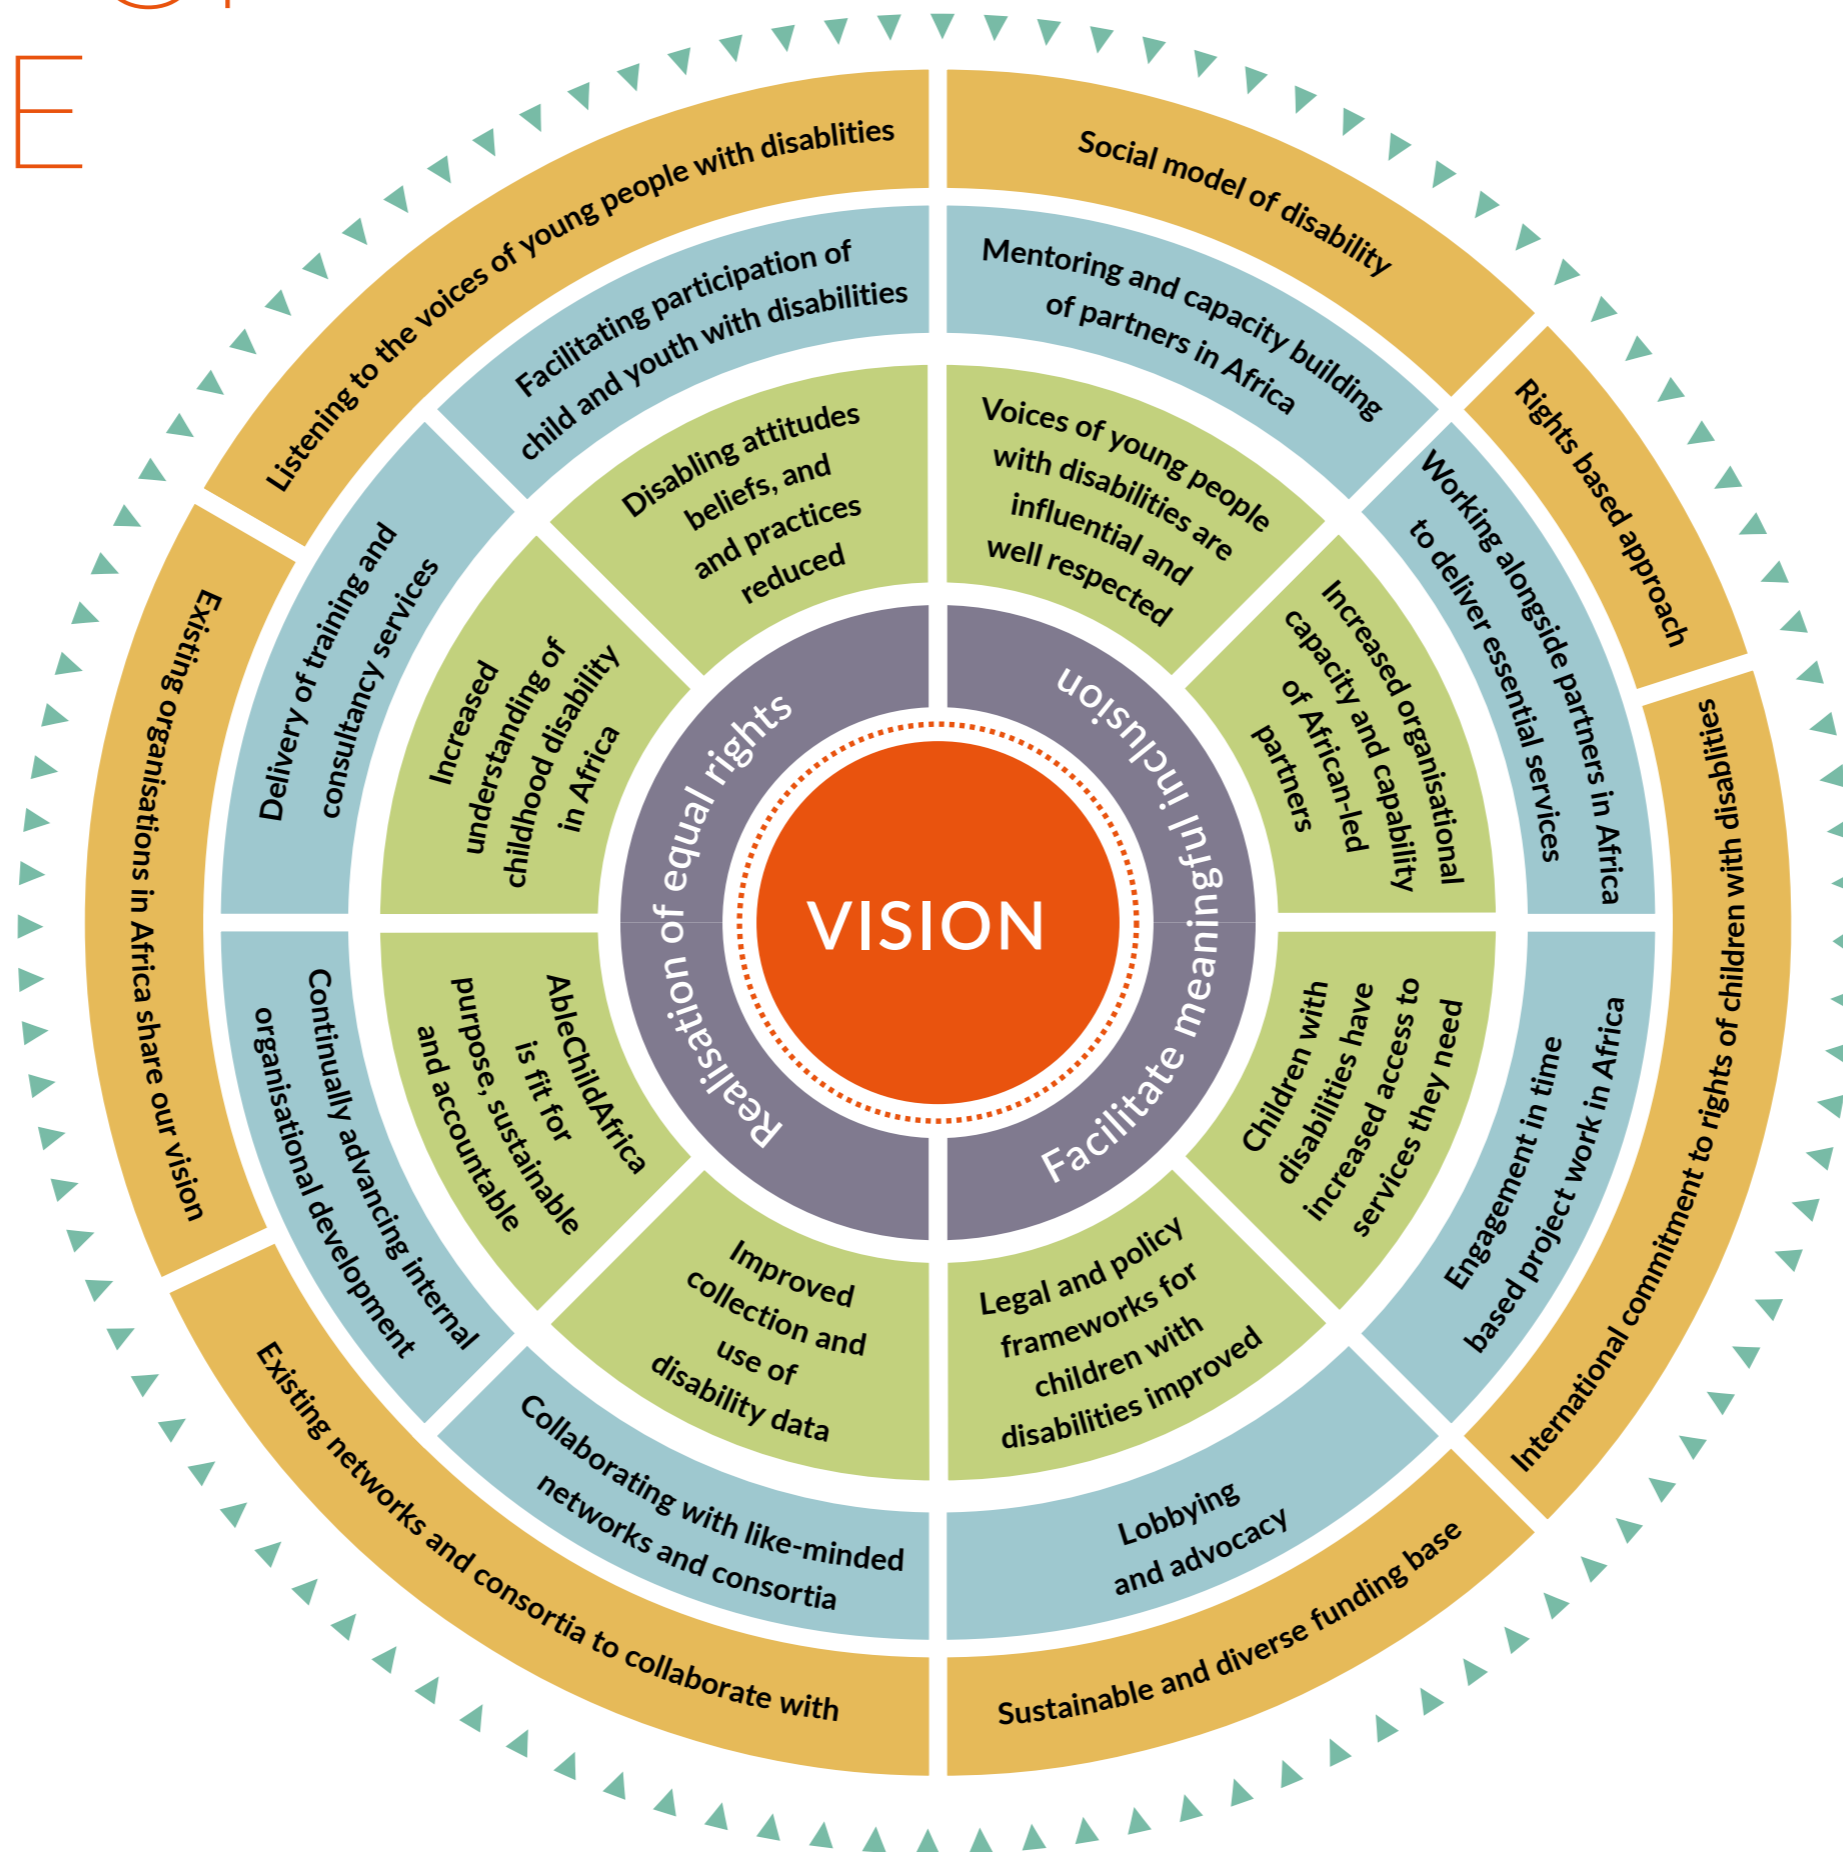 E
Listening to the voices of young people with disablities
Social model of disability
Rights based approach
International commitment to rights of children with disablities
Sustainable and diverse funding base
Existing networks and consortia to collaborate with
Existing organisations in Africa share our vision
Facilitating participation of
child and youth with disabilities
Mentoring and capacity building
of partners in Africa
Working alongside partners in Africa
to deliver essential services
Engagement in time
based project work in Africa
Lobbying
and advocacy
Collaborating with like-minded
networks and consortia
Continually advancing internal
organisational development
Delivery of training and
consultancy services
Disabling attitudes
beliefs, and
and practices
reduced
Voices of young people
with disabilities are
influential and
well respected
Increased organisational
capacity and capability
of African-led
partners
Children with
disabilities have
increased access to
services they need
Legal and policy
frameworks for
children with
disabilities improved
Improved
collection and
use of
disability data
AbleChildAfrica
is fit for
purpose, sustainable
and accountable
Increased
understanding of
childhood disability
in Africa
Realisation of equal rights
Facilitate meaningful inclusion
VISION